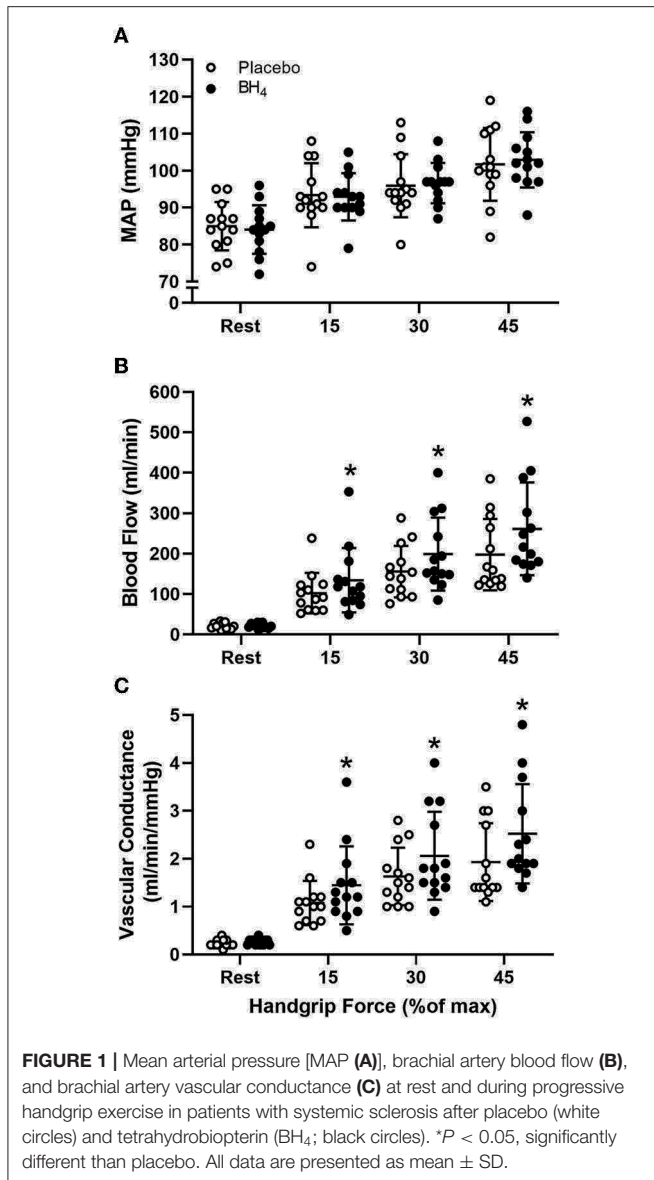 A
130
120
110
100
90
80
70
0
MAP (mmHg)
Placebo
BH4
Rest 15 30 45
B
600
500
400
300
200
100
0
Blood Flow (ml/min)
* * *
Rest 15 30 45
C
5
4
3
2
1
0
Vascular Conductance
(ml/min/mmHg)
* * *
Rest 15 30 45
Handgrip Force (%of max)
FIGURE 1 | Mean arterial pressure [MAP (A)], brachial artery blood flow (B),
and brachial artery vascular conductance (C) at rest and during progressive
handgrip exercise in patients with systemic sclerosis after placebo (white
circles) and tetrahydrobiopterin (BH4; black circles). *P < 0.05, significantly
different than placebo. All data are presented as mean ± SD.